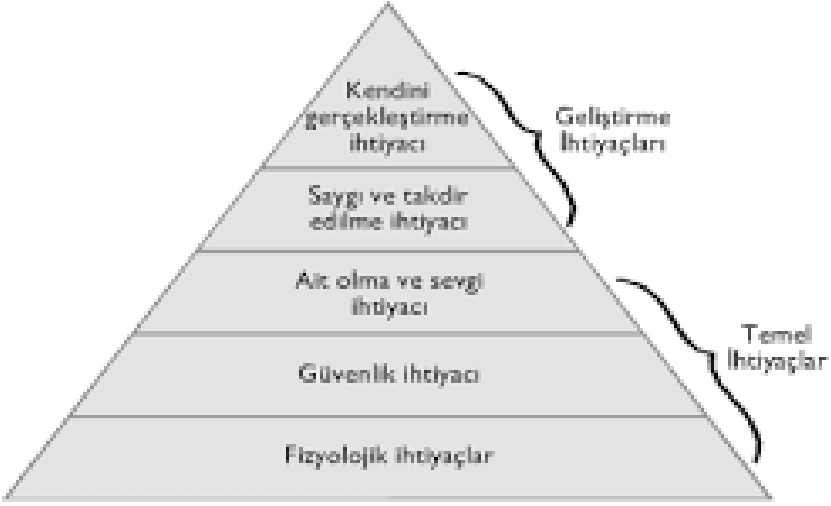 Kendini
gerçekleştirme
ihtiyacı
Geliştirme
İhtiyaçları
Saygı ve takdir
edilme ihtiyacı
Ait olma ve sevgi
ihtiyacı
Temel
İhtiyaçlar
Güvenlik ihtiyacı
Fizyolojik ihtiyaçlar